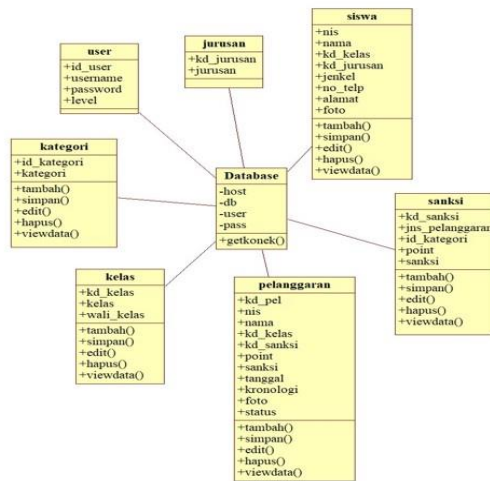 user
+id_user
+username
+password
+level
jurusan
+kd_jurusan
+jurusan
siswa
+nis
+nama
+kd_kelas
+kd_jurusan
+jenkel
+no_telp
+alamat
+foto
+tambah()
+simpan()
+edit()
+hapus()
+viewdata()
kategori
+id_kategori
+kategori
+tambah()
+simpan()
+edit()
+hapus()
+viewdata()
Database
-host
-db
-user
-pass
+getkonek()
sanksi
+kd_sanksi
+jns_pelanggaran
+id_kategori
+point
+sanksi
+tambah()
+simpan()
+edit()
+hapus()
+viewdata()
kelas
+kd_kelas
+kelas
+wali_kelas
+tambah()
+simpan()
+edit()
+hapus()
+viewdata()
pelanggaran
+kd_pel
+nis
+nama
+kd_kelas
+kd_sanksi
+point
+sanksi
+tanggal
+kronologi
+foto
+status
+tambah()
+simpan()
+edit()
+hapus()
+viewdata()